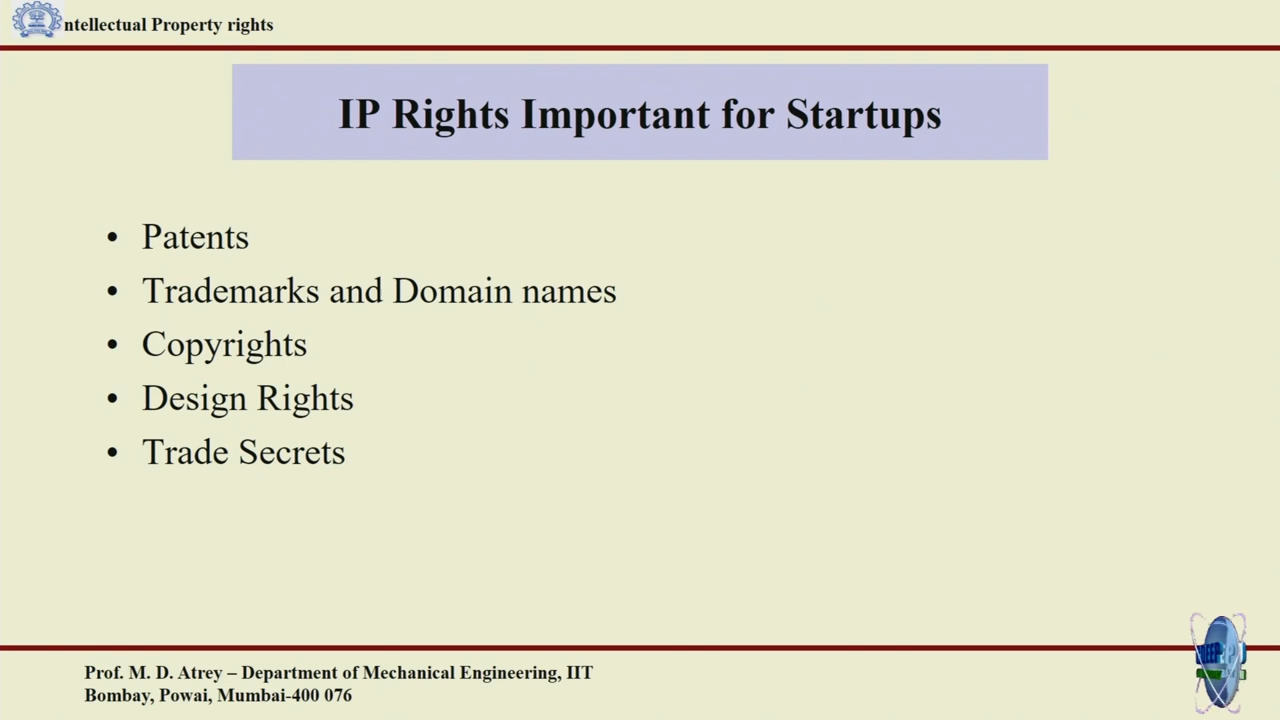 ntellectual Property rights
IP Rights Important for Startups
• Patents
• Trademarks and Domain names
• Copyrights
• Design Rights
• Trade Secrets
Prof. M. D. Atrey – Department of Mechanical Engineering, IIT
Bombay, Powai, Mumbai-400 076